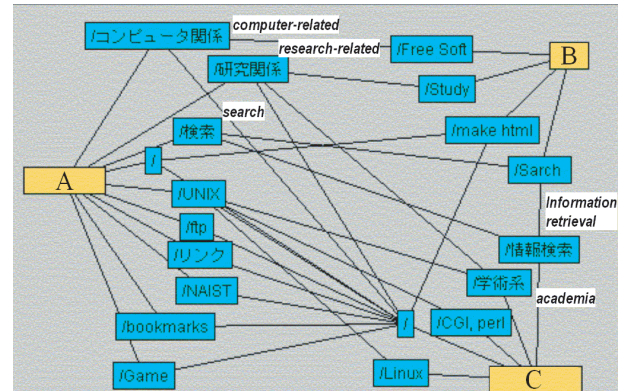 computer-related
/コンピュータ関係
research-related
/Free Soft
B
/研究関係
/Study
search
/検索
/make html
/
/Sarch
A
/UNIX
Information
retrieval
/ftp
/リンク
/情報検索
/学術系
/NAIST
academia
/bookmarks
/
/CGI, perl
/Game
/Linux
C